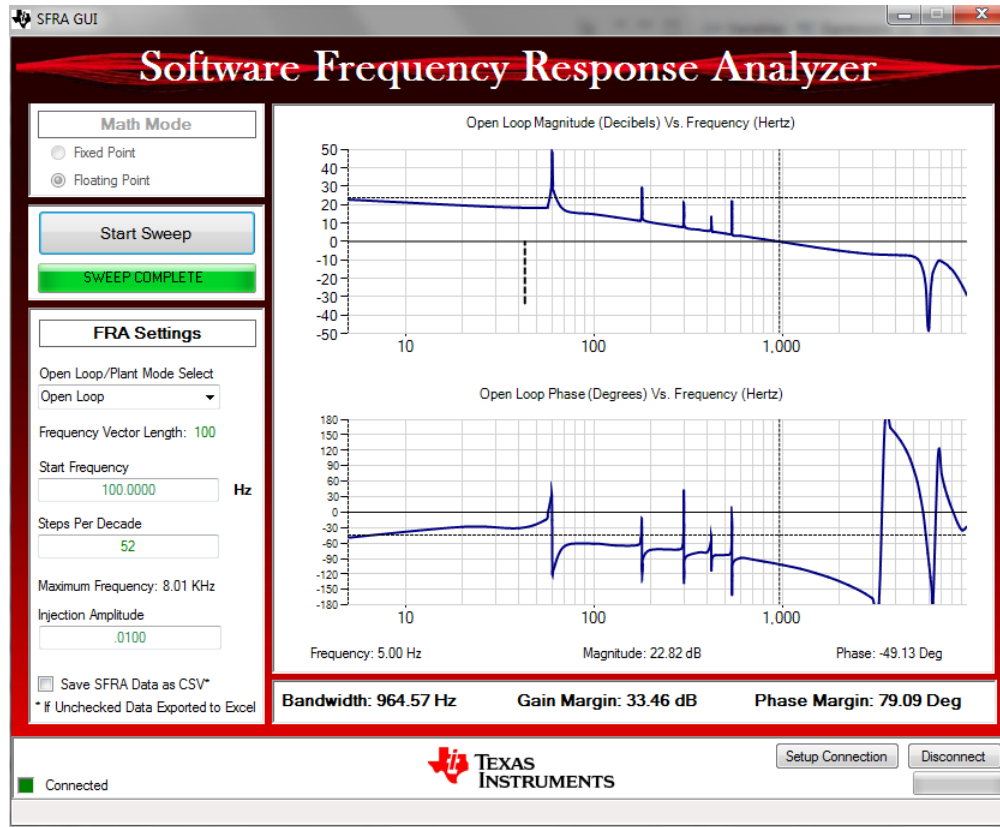 SFRA GUI
Software Frequency Response Analyzer
Math Mode
Fixed Point
Floating Point
Start Sweep
SWEEP COMPLETE
FRA Settings
Open Loop/Plant Mode Select
Open Loop
Frequency Vector Length: 100
Start Frequency
100.0000 Hz
Steps Per Decade
52
Maximum Frequency: 8.01 KHz
Injection Amplitude
.0100
Save SFRA Data as CSV*
* If Unchecked Data Exported to Excel
Open Loop Magnitude (Decibels) Vs. Frequency (Hertz)
50
40
30
20
10
0
-10
-20
-30
-40
-50
10 100 1,000
Open Loop Phase (Degrees) Vs. Frequency (Hertz)
180
150
120
90
60
30
0
-30
-60
-90
-120
-150
-180
10 100 1,000
Frequency: 5.00 Hz Magnitude: 22.82 dB Phase: -49.13 Deg
Bandwidth: 964.57 Hz Gain Margin: 33.46 dB Phase Margin: 79.09 Deg
Connected
TEXAS
INSTRUMENTS
Setup Connection Disconnect